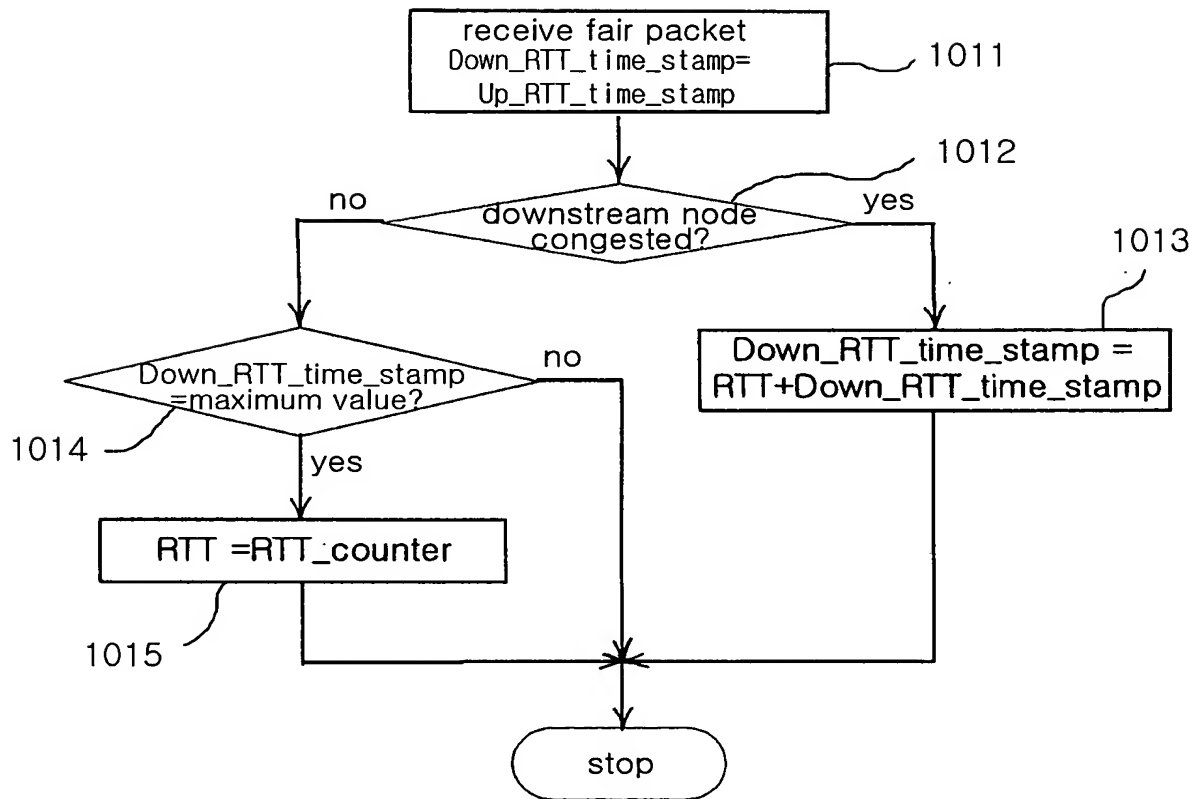 receive fair packet
Down_RTT_time_stamp=
Up_RTT_time_stamp
1011
1012
no
downstream node
congested?
yes
1013
Down_RTT_time_stamp
=maximum value?
no
Down_RTT_time_stamp =
RTT+Down_RTT_time_stamp
1014
yes
RTT =RTT_counter
1015
stop